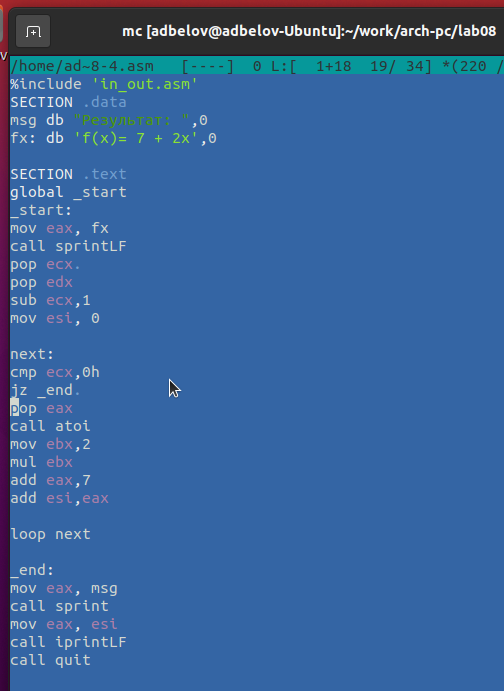 mc [adbelov@adbelov-Ubuntu]:~/work/arch-pc/lab08
/home/ad~8-4.asm   [----]  0 L:[  1+18  19/ 34] *(220 /
%include 'in_out.asm'
SECTION .data
msg db "Результат: ",0
fx: db 'f(x)= 7 + 2x',0

SECTION .text
global _start
_start:
mov eax, fx
call sprintLF
pop ecx.
pop edx
sub ecx,1
mov esi, 0

next:
cmp ecx,0h
jz _end.
pop eax
call atoi
mov ebx,2
mul ebx
add eax,7
add esi,eax

loop next

_end:
mov eax, msg
call sprint
mov eax, esi
call iprintLF
call quit